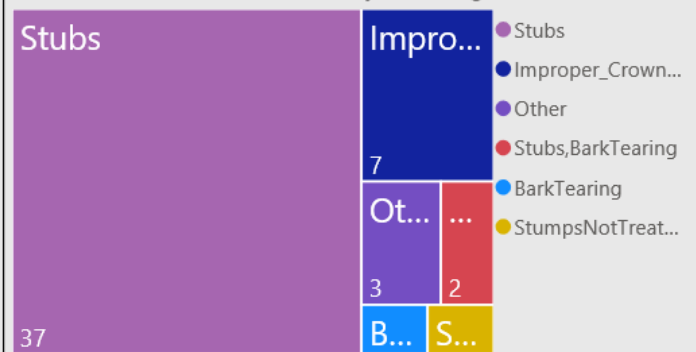 Stubs
37
Impro...
7
Ot...
3
...
2
B...
S...
Stubs
Improper_Crown...
Other
Stubs,BarkTearing
BarkTearing
StumpsNotTreat...